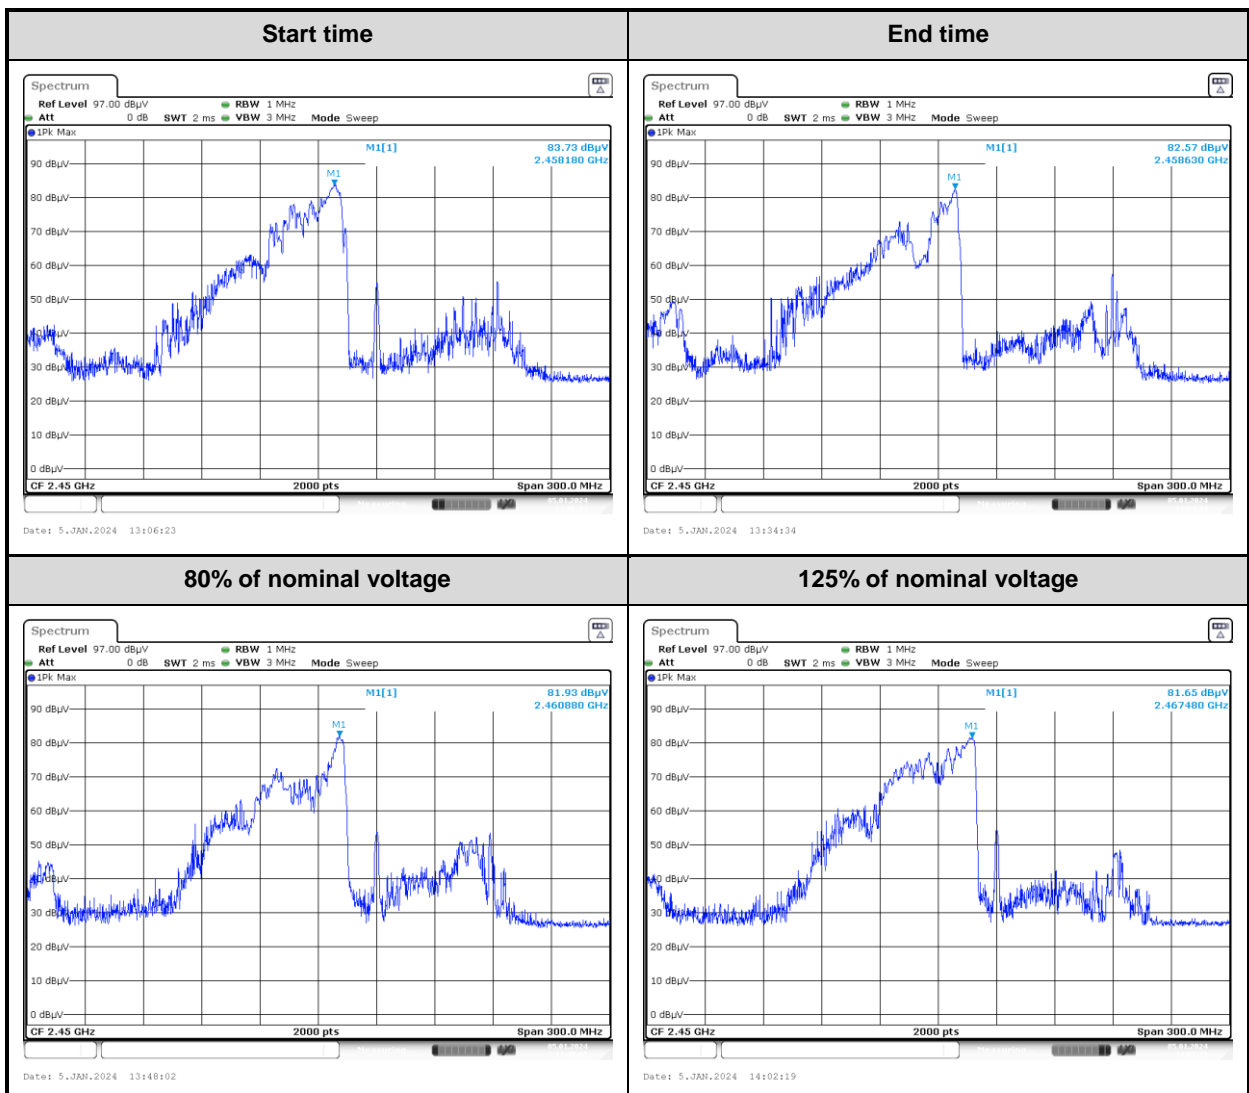 Start time
End time
Spectrum
Ref Level 97.00 dBµV RBW 1 MHz
Att 0 dB SWT 2 ms VBW 3 MHz Mode Sweep
1Pk Max
M1[1] 83.73 dBµV
2.458180 GHz
M1
90 dBµV
80 dBµV
70 dBµV
60 dBµV
50 dBµV
40 dBµV
30 dBµV
20 dBµV
10 dBµV
0 dBµV
CF 2.45 GHz 2000 pts Span 300.0 MHz
Date: 5.JAN.2024 13:06:23
Spectrum
Ref Level 97.00 dBµV RBW 1 MHz
Att 0 dB SWT 2 ms VBW 3 MHz Mode Sweep
1Pk Max
M1[1] 82.57 dBµV
2.458630 GHz
M1
90 dBµV
80 dBµV
70 dBµV
60 dBµV
50 dBµV
40 dBµV
30 dBµV
20 dBµV
10 dBµV
0 dBµV
CF 2.45 GHz 2000 pts Span 300.0 MHz
Date: 5.JAN.2024 13:34:34
80% of nominal voltage
125% of nominal voltage
Spectrum
Ref Level 97.00 dBµV RBW 1 MHz
Att 0 dB SWT 2 ms VBW 3 MHz Mode Sweep
1Pk Max
M1[1] 81.93 dBµV
2.460880 GHz
M1
90 dBµV
80 dBµV
70 dBµV
60 dBµV
50 dBµV
40 dBµV
30 dBµV
20 dBµV
10 dBµV
0 dBµV
CF 2.45 GHz 2000 pts Span 300.0 MHz
Date: 5.JAN.2024 13:48:02
Spectrum
Ref Level 97.00 dBµV RBW 1 MHz
Att 0 dB SWT 2 ms VBW 3 MHz Mode Sweep
1Pk Max
M1[1] 81.65 dBµV
2.467480 GHz
M1
90 dBµV
80 dBµV
70 dBµV
60 dBµV
50 dBµV
40 dBµV
30 dBµV
20 dBµV
10 dBµV
0 dBµV
CF 2.45 GHz 2000 pts Span 300.0 MHz
Date: 5.JAN.2024 14:02:19